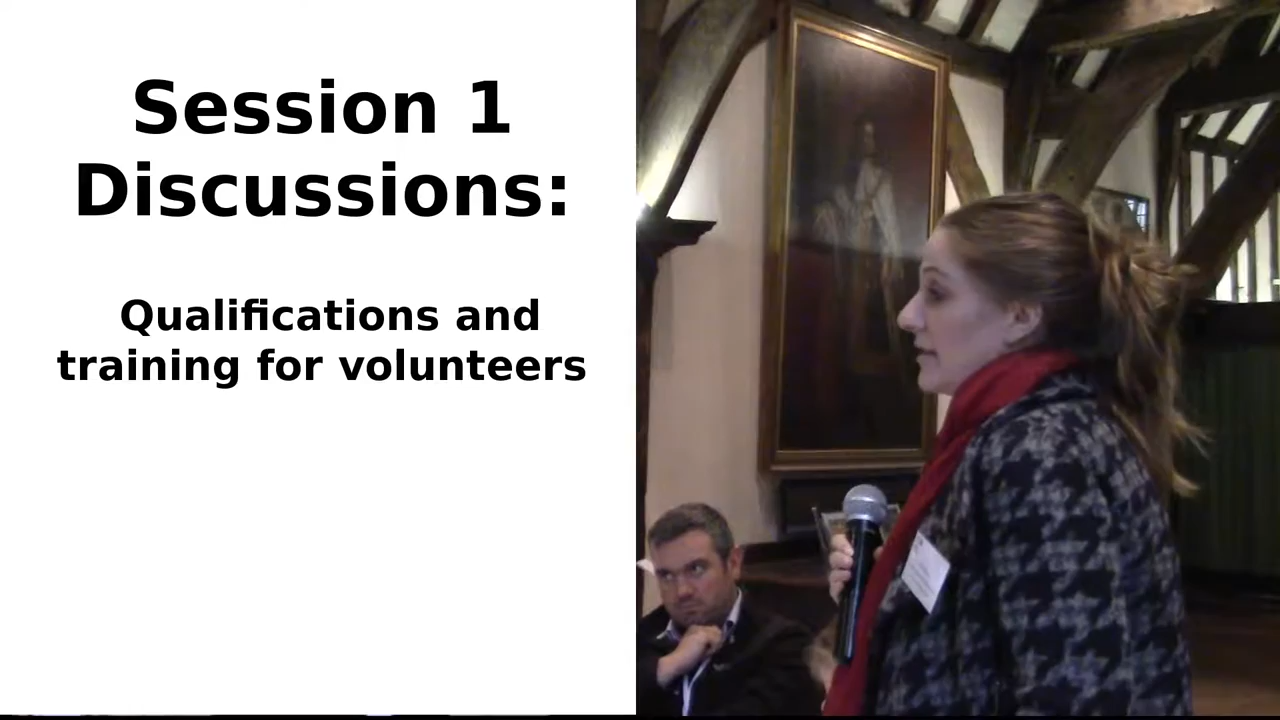 Session 1
Discussions:
Qualifications and
training for volunteers